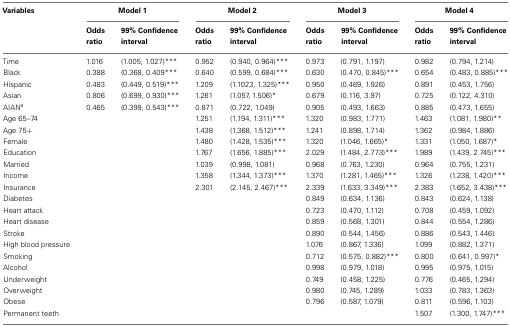 Variables Model 1 Model 2 Model 3 Model 4
Odds ratio 99% Confidence interval Odds ratio 99% Confidence interval Odds ratio 99% Confidence interval Odds ratio 99% Confidence interval
Time 1.016 (1.005, 1.027)*** 0.952 (0.940, 0.964)*** 0.973 (0.791, 1.197) 0.982 (0.794, 1.214)
Black 0.388 (0.368, 0.409*** 0.640 (0.599, 0.684)*** 0.630 (0.470, 0.845)*** 0.654 (0.483, 0.885)***
Hispanic 0.483 (0.449, 0.519)*** 1.209 (1.1023, 1.325)*** 0.950 (0.469, 1.926) 0.891 (0.453, 1.756)
Asian 0.806 (0.699, 0.930)*** 1.261 (1.057, 1.506)* 0.679 (0.116, 3.97) 0.725 (0.122, 4.310)
AIANª 0.465 (0.399, 0.543)*** 0.871 (0.722, 1.049) 0.905 (0.493, 1.663) 0.885 (0.473, 1.655)
Age 65–74 1.251 (1.194, 1.311)*** 1.320 (0.983, 1.771) 1.463 (1.081, 1.980)**
Age 75+ 1.438 (1.368, 1.512)*** 1.241 (0.898, 1.714) 1.362 (0.984, 1.886)
Female 1.480 (1.428, 1.535)*** 1.320 (1.046, 1.665)* 1.331 (1.050, 1.687)*
Education 1.767 (1.656, 1.885)*** 2.029 (1.484, 2.773)*** 1.989 (1.439, 2.745)***
Married 1.039 (0.998, 1.081) 0.968 (0.763, 1.230) 0.964 (0.755, 1.231)
Income 1.358 (1.344, 1.373)*** 1.370 (1.281, 1.465)*** 1.326 (1.238, 1.420)***
Insurance 2.301 (2.145, 2.467)*** 2.339 (1.633, 3.349)*** 2.383 (1.652, 3.438)***
Diabetes 0.849 (0.634, 1.136) 0.843 (0.624, 1.138)
Heart attack 0.723 (0.470, 1.112) 0.708 (0.459, 1.092)
Heart disease 0.859 (0.568, 1.301) 0.844 (0.554, 1.286)
Stroke 0.890 (0.544, 1.456) 0.886 (0.543, 1.446)
High blood pressure 1.076 (0.867, 1.336) 1.099 (0.882, 1.371)
Smoking 0.712 (0.575, 0.882)*** 0.800 (0.641, 0.997)*
Alcohol 0.998 (0.979, 1.018) 0.995 (0.975, 1.015)
Underweight 0.749 (0.458, 1.225) 0.776 (0.465, 1.294)
Overweight 0.980 (0.745, 1.289) 1.033 (0.783, 1.363)
Obese 0.796 (0.587, 1.079) 0.811 (0.596, 1.103)
Permanent teeth 1.507 (1.300, 1.747)***